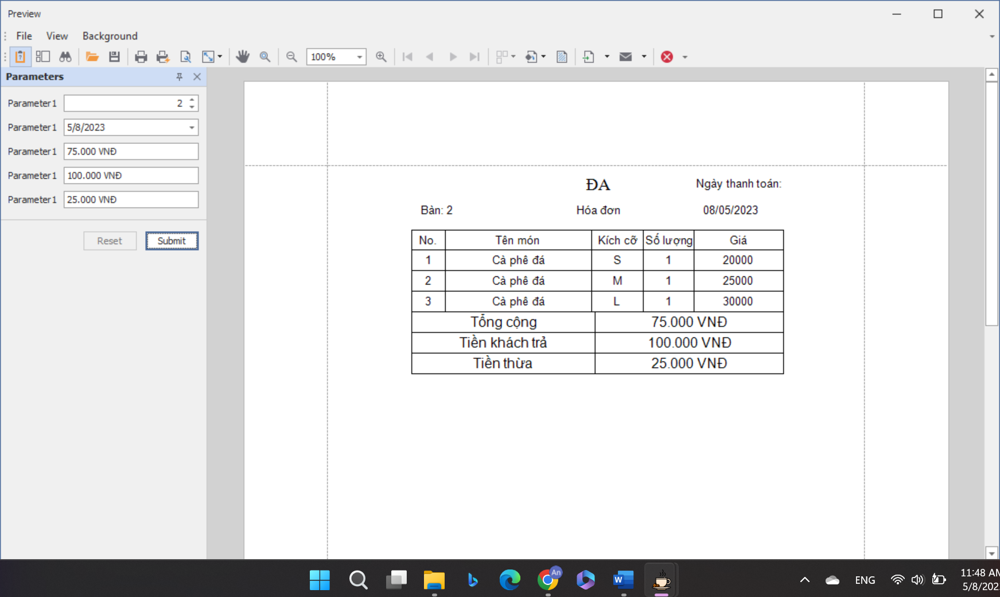 Preview
File View Background
100%
Parameters
Parameter1 2
Parameter1 5/8/2023
Parameter1 75.000 VNĐ
Parameter1 100.000 VNĐ
Parameter1 25.000 VNĐ
Reset Submit
ĐA Ngày thanh toán:
Bàn: 2 Hóa đơn 08/05/2023
No. Tên món Kích cỡ Số lượng Giá
1 Cà phê đá S 1 20000
2 Cà phê đá M 1 25000
3 Cà phê đá L 1 30000
Tổng cộng 75.000 VNĐ
Tiền khách trả 100.000 VNĐ
Tiền thừa 25.000 VNĐ
An
W
ENG
11:48 AM
5/8/202